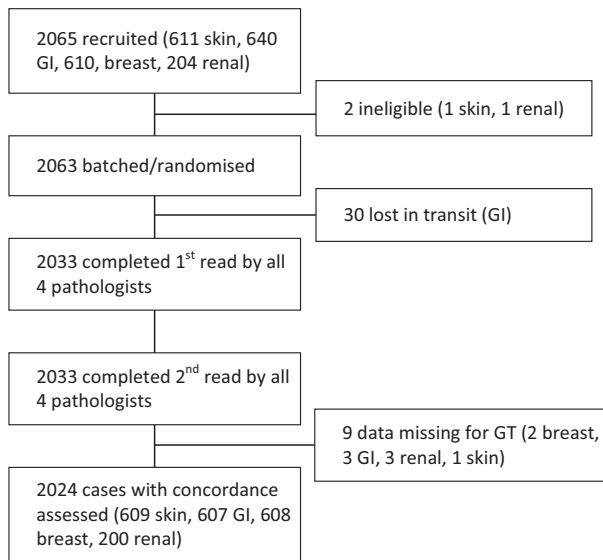 2065 recruited (611 skin, 640
GI, 610, breast, 204 renal)
2 ineligible (1 skin, 1 renal)
2063 batched/randomised
30 lost in transit (GI)
2033 completed 1st read by all
4 pathologists
2033 completed 2nd read by all
4 pathologists
9 data missing for GT (2 breast,
3 GI, 3 renal, 1 skin)
2024 cases with concordance
assessed (609 skin, 607 GI, 608
breast, 200 renal)